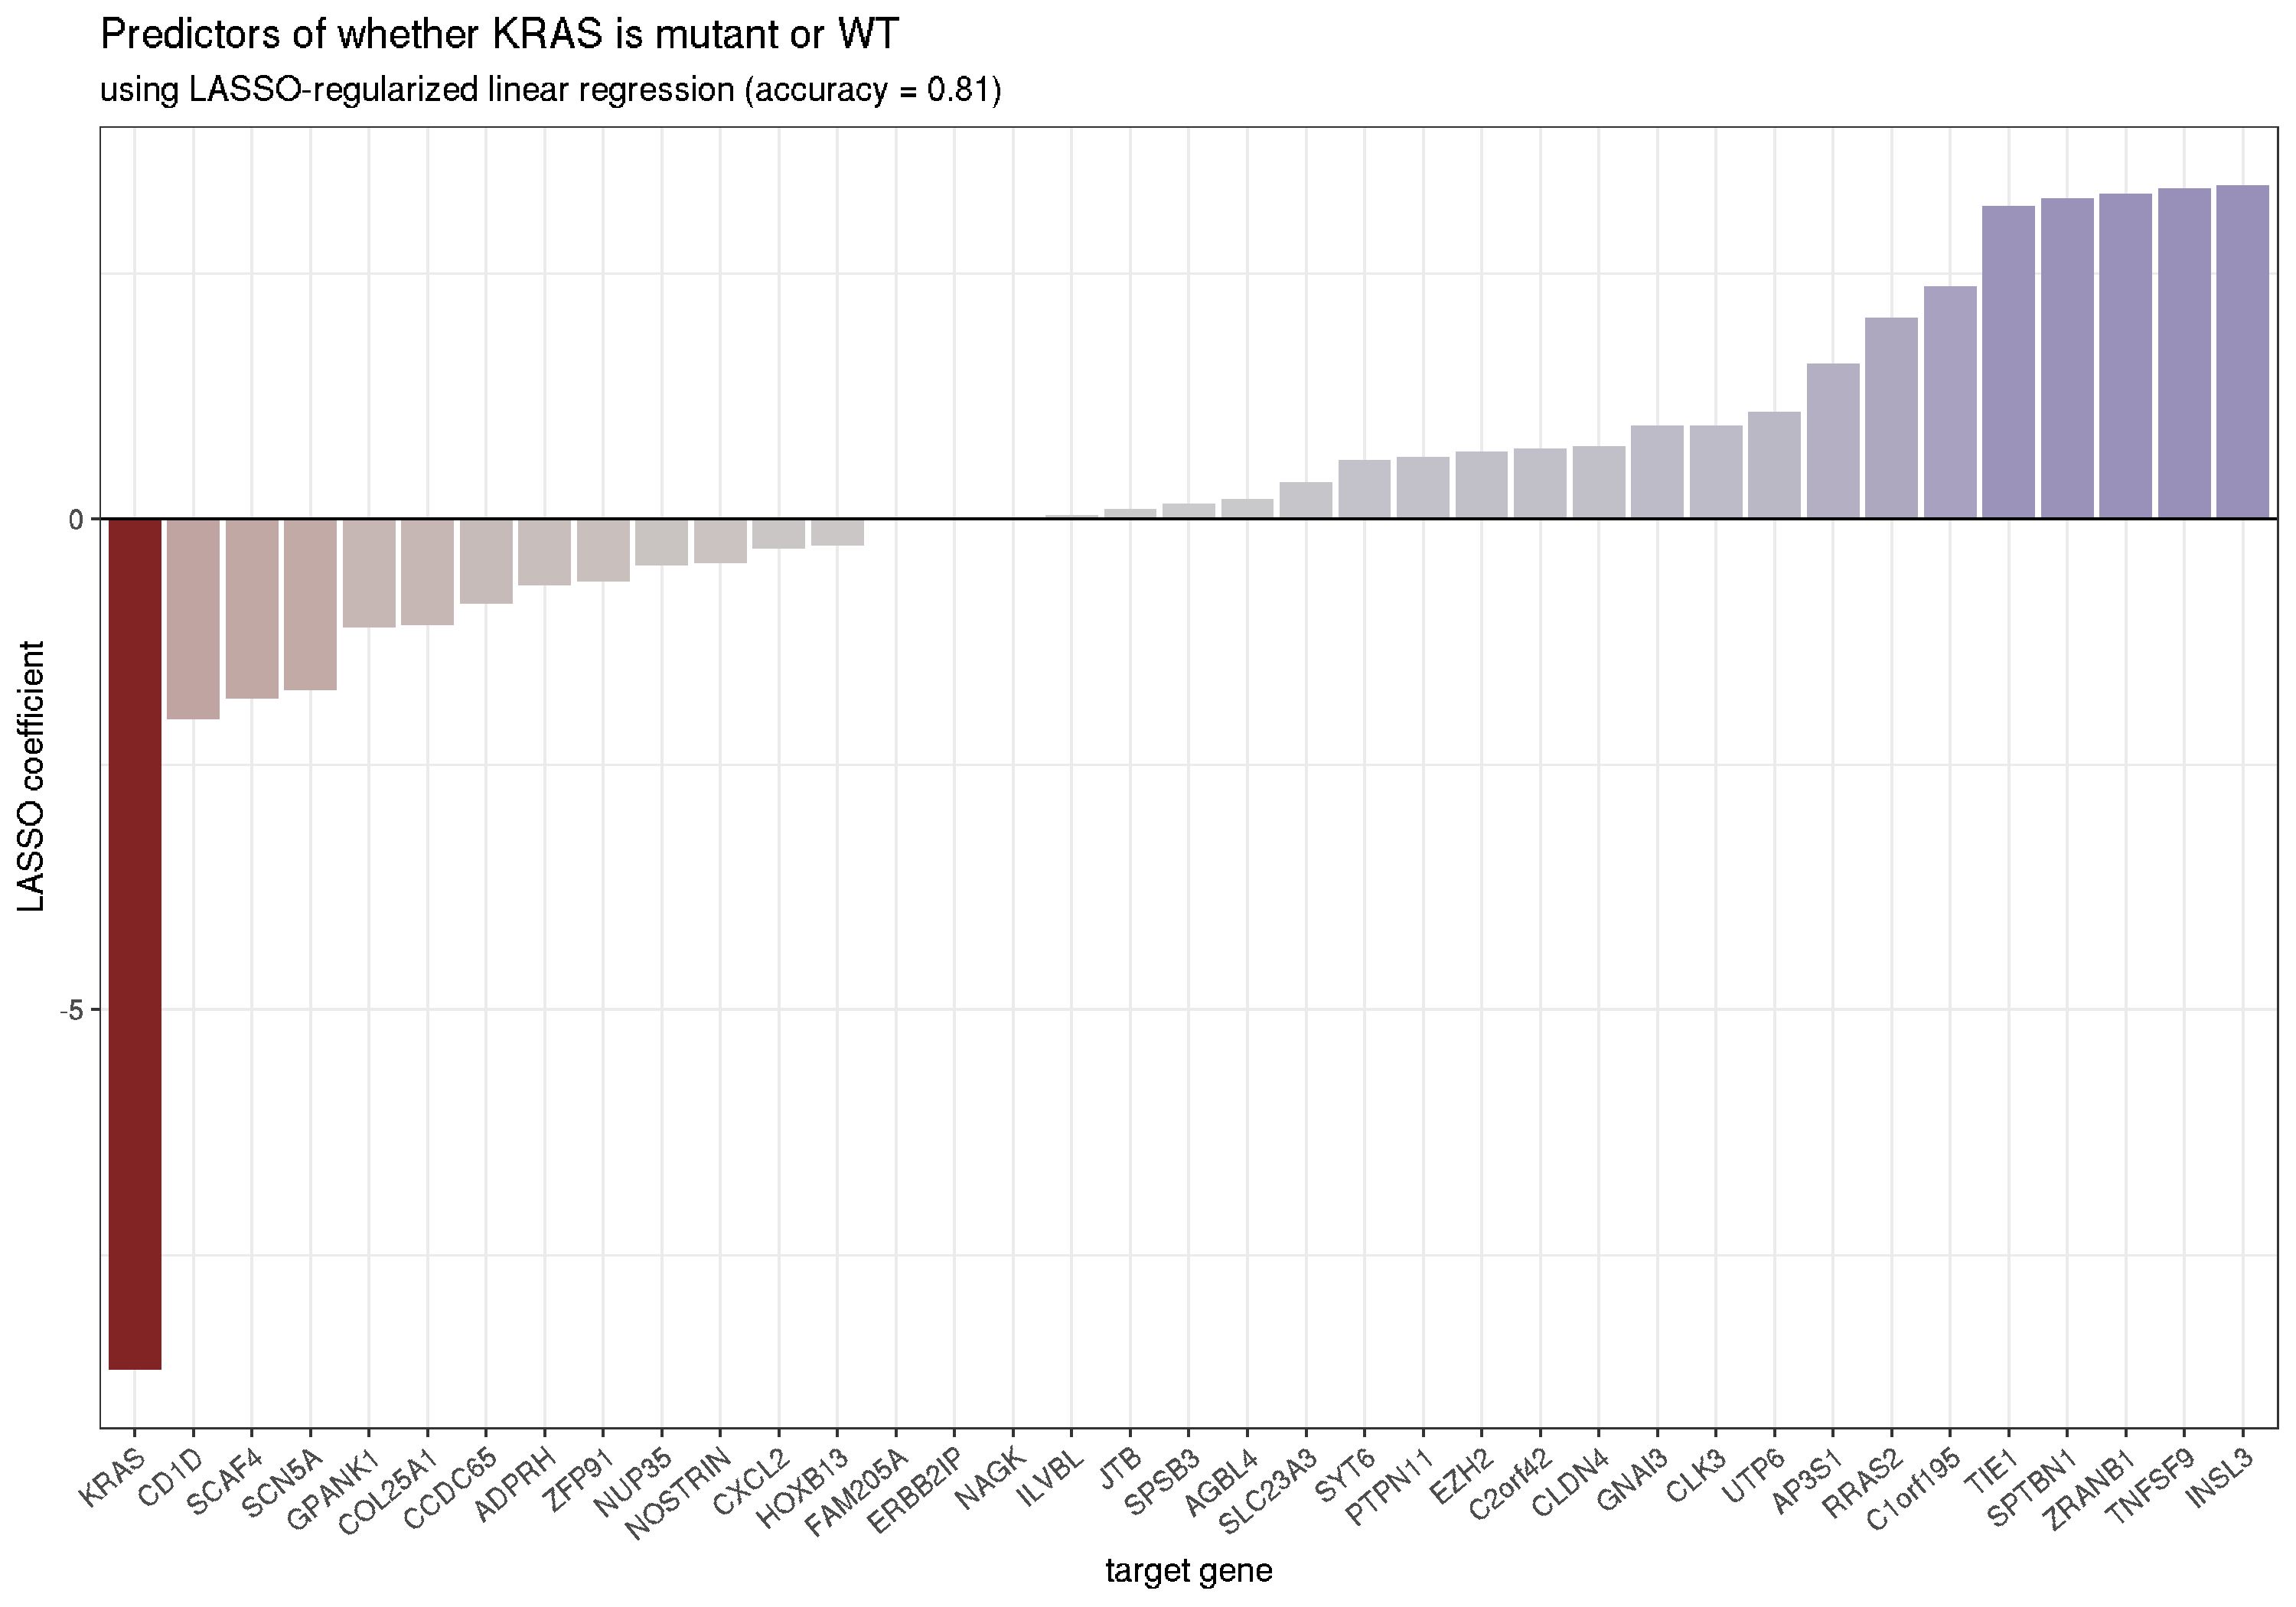 Predictors of whether KRAS is mutant or WT
using LASSO-regularized linear regression (accuracy = 0.81)
LASSO coefficient
0
-5
KRAS
CD1D
SCAF4
SCN5A
GPANK1
COL25A1
CCDC65
ADPRH
ZFP91
NUP35
NOSTRIN
CXCL2
HOXB13
FAM205A
ERBB2IP
NAGK
ILVBL
JTB
SPSB3
AGBL4
SLC23A3
SYT6
PTPN11
EZH2
C2orf42
CLDN4
GNAI3
CLK3
UTP6
AP3S1
RRAS2
C1orf195
TIE1
SPTBN1
ZRANB1
TNFSF9
INSL3
target gene